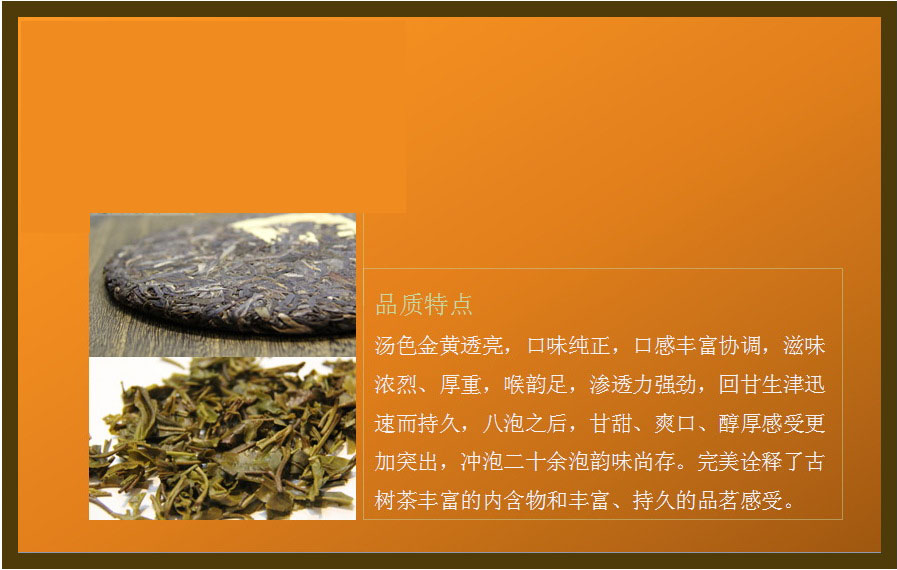 品质特点
汤色金黄透亮，口味纯正，口感丰富协调，滋味
浓烈、厚重，喉韵足，渗透力强劲，回甘生津迅
速而持久，八泡之后，甘甜、爽口、醇厚感受更
加突出，冲泡二十余泡韵味尚存。完美诠释了古
树茶丰富的内含物和丰富、持久的品茗感受。